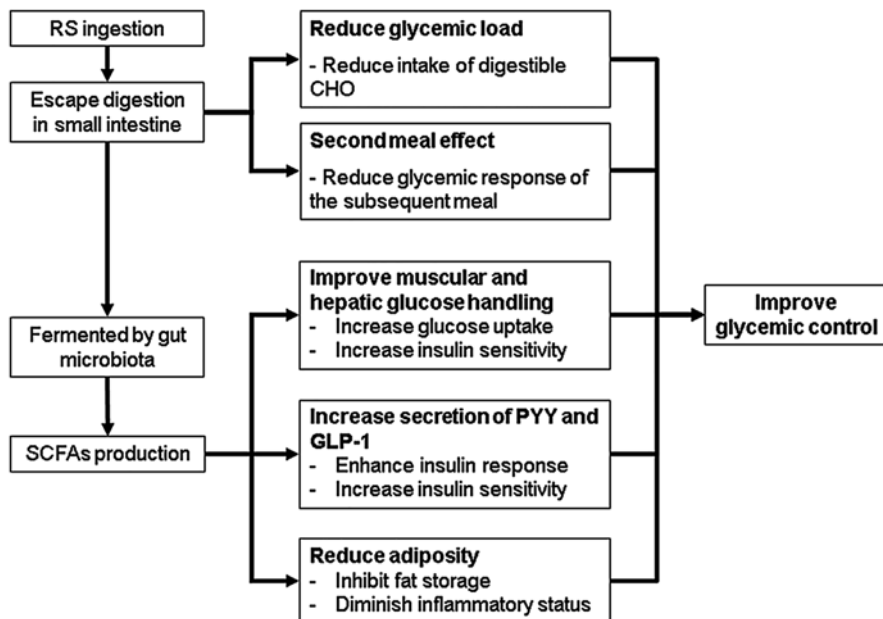 RS ingestion
Escape digestion
in small intestine
Fermented by gut
microbiota
SCFAs production
Reduce glycemic load
- Reduce intake of digestible
CHO
Second meal effect
- Reduce glycemic response of
the subsequent meal
Improve muscular and
hepatic glucose handling
- Increase glucose uptake
- Increase insulin sensitivity
Increase secretion of PYY and
GLP-1
- Enhance insulin response
- Increase insulin sensitivity
Reduce adiposity
- Inhibit fat storage
- Diminish inflammatory status
Improve
glycemic control